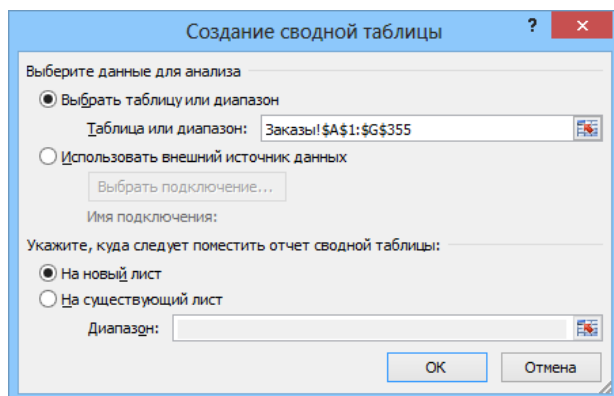 Создание сводной таблицы
?
Выберите данные для анализа
Выбрать таблицу или диапазон
Таблица или диапазон: Заказы!$A$1:$G$355
Использовать внешний источник данных
Выбрать подключение...
Имя подключения:
Укажите, куда следует поместить отчет сводной таблицы:
На новый лист
На существующий лист
Диапазон:
ОК Отмена